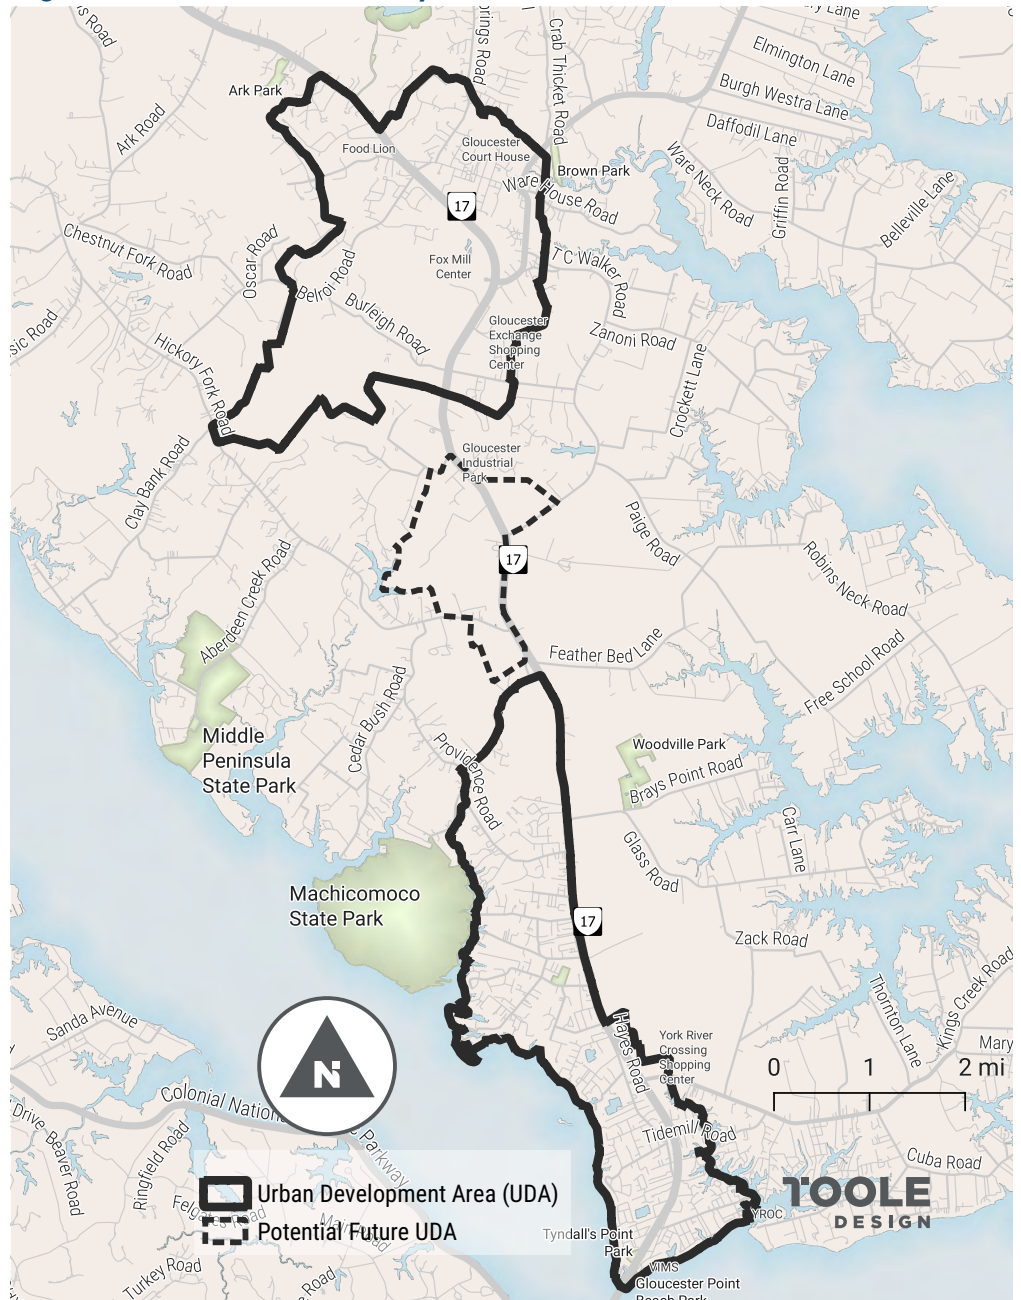 Ark Park
Ark Road
Crab Thicket Road
Elmington Lane
Burgh Westra Lane
Daffodil Lane
Food Lion
Gloucester
Court House
Brown Park
Ware House Road
Ware Neck Road
Griffin Road
Belleville Lane
17
Chestnut Fork Road
Oscar Road
Belroi Road
Fox Mill
Center
T C Walker Road
Burleigh Road
Gloucester
Exchange
Shopping
Center
Zanoni Road
Hickory Fork Road
Crockett Lane
Clay Bank Road
Gloucester
Industrial
Park
Paige Road
17
Robins Neck Road
Aberdeen Creek Road
Feather Bed Lane
Free School Road
Cedar Bush Road
Middle
Peninsula
State Park
Providence Road
Woodville Park
Brays Point Road
Carr Lane
Glass Road
Machicomoco
State Park
17
Zack Road
Thornton Lane
Kings Creek Road
Sanda Avenue
Hayes Road
York River
Crossing
Shopping
Center
Mary
0 1 2 mi
N
Colonial Nation
Parkway
Drive
Beaver Road
Ringfield Road
Tidemill Road
Cuba Road
Urban Development Area (UDA)
Potential Future UDA
TOOLE
DESIGN
YROC
Tyndall's Point
Park
Turkey Road
Road
VIMS
Gloucester Point
Beach Park